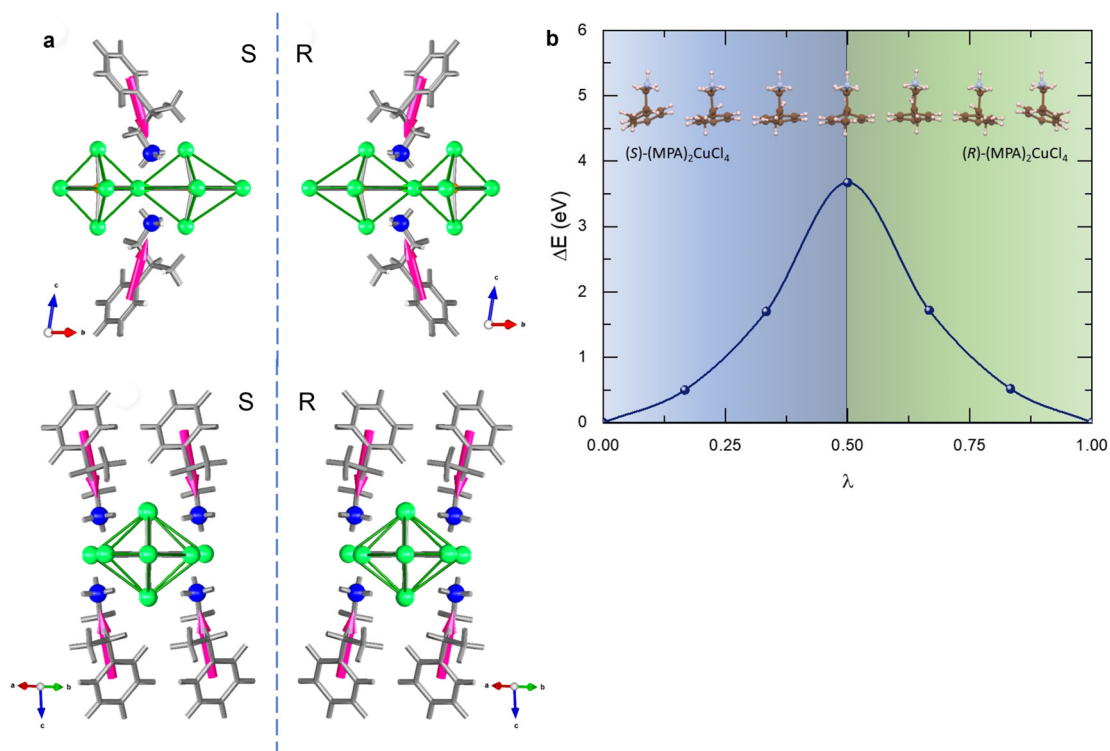 a
S
R
c
b
c
b
S
R
a
b
c
a
b
c
b
6
5
4
3
2
1
0
ΔE (eV)
(S)-(MPA)₂CuCl₄
(R)-(MPA)₂CuCl₄
0.00 0.25 0.50 0.75 1.00
λ